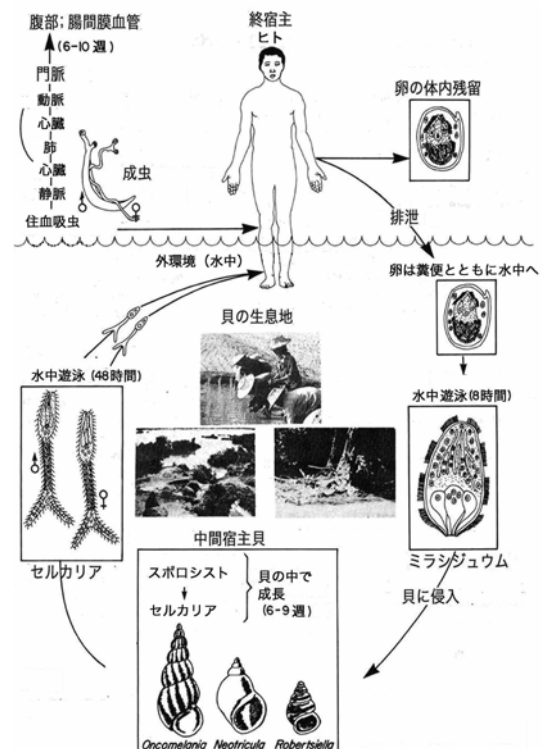 腹部；腸間膜血管
(6-10週)
門脈
動脈
心臓
肺
心臓
静脈
住血吸虫
成虫
♂
♀
終宿主
ヒト
卵の体内残留
排泄
外環境（水中）
卵は糞便とともに水中へ
貝の生息地
水中遊泳(48時間)
♂
♀
セルカリア
水中遊泳(8時間)
ミラシジュウム
貝に侵入
中間宿主貝
スポロシスト
セルカリア
貝の中で
成長
(6-9週)
Oncomelania Neotricula Robertsiella